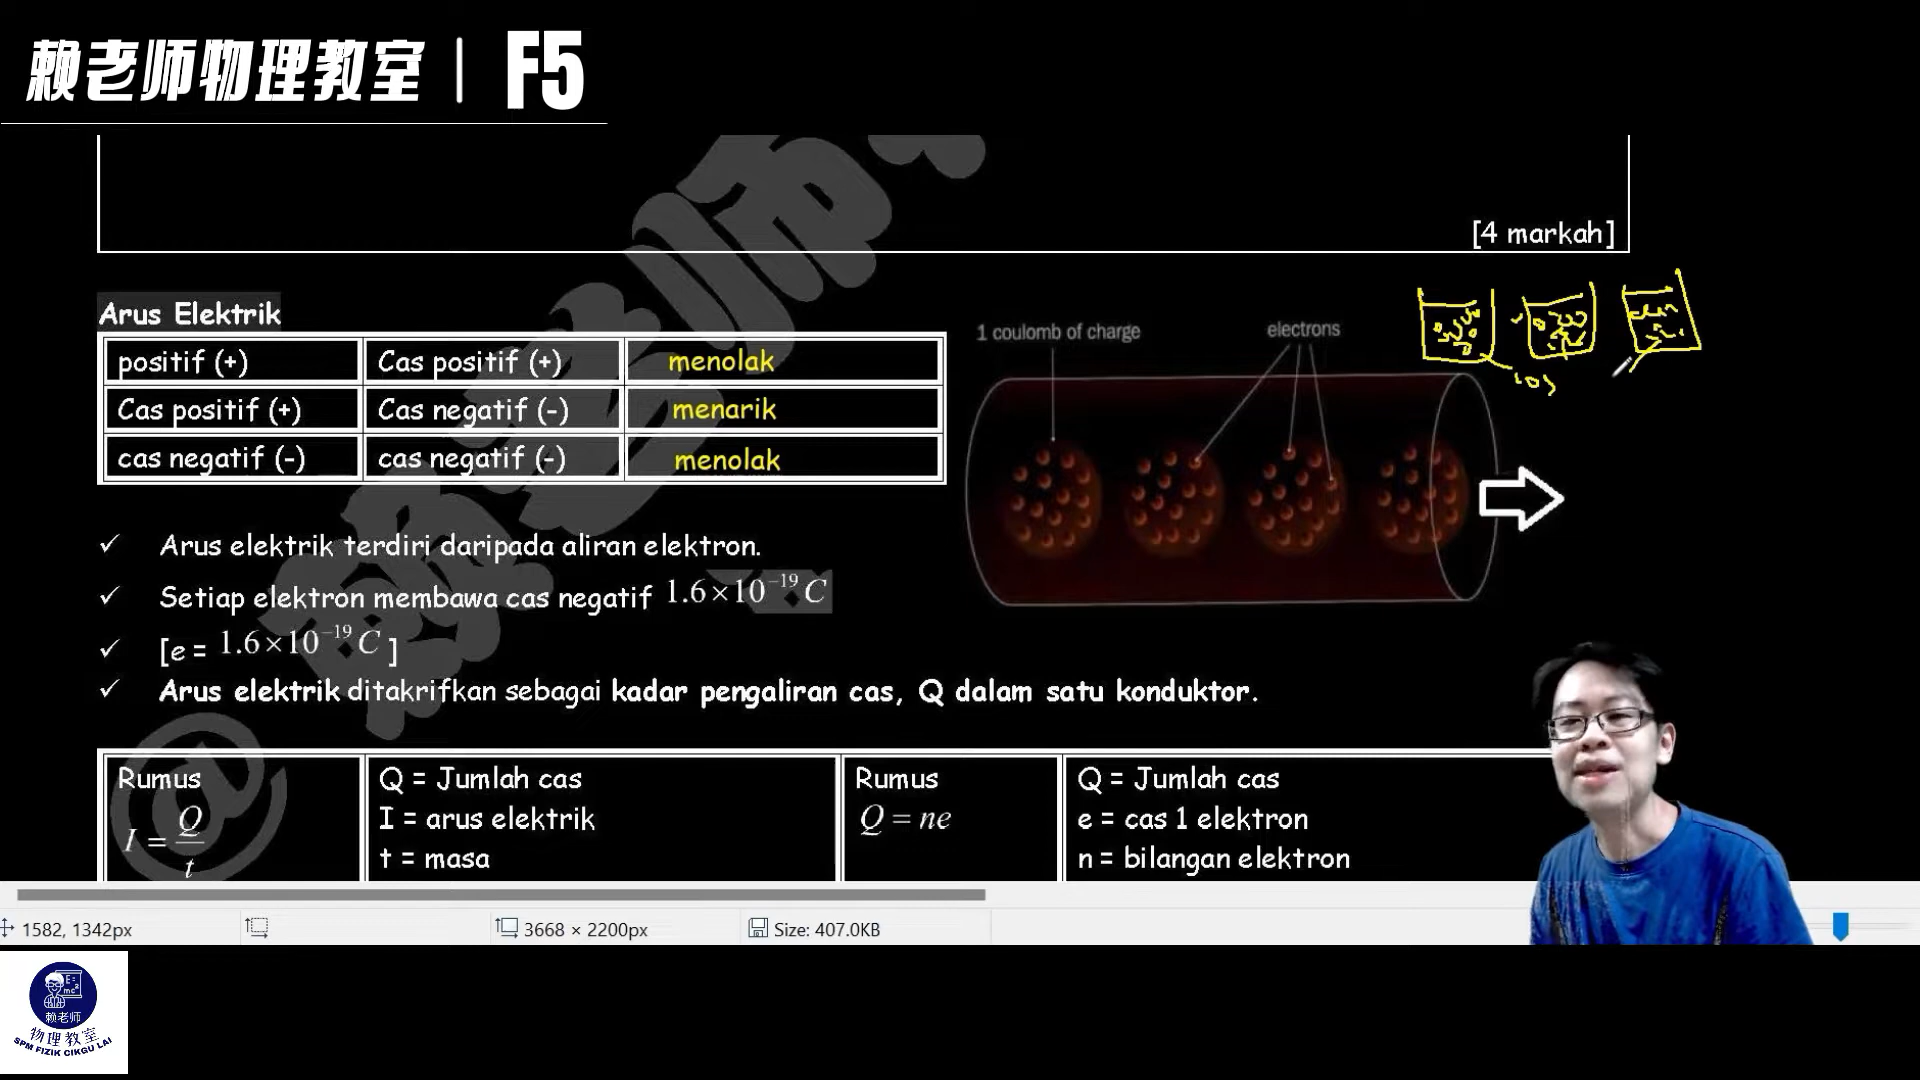 赖老师物理教室 | F5
[4 markah]
Arus Elektrik
positif (+) Cas positif (+) menolak
Cas positif (+) Cas negatif (-) menarik
cas negatif (-) cas negatif (-) menolak
1 coulomb of charge electrons
✓ Arus elektrik terdiri daripada aliran elektron.
✓ Setiap elektron membawa cas negatif 1.6×10⁻¹⁹ C
✓ [e = 1.6×10⁻¹⁹ C ]
✓ Arus elektrik ditakrifkan sebagai kadar pengaliran cas, Q dalam satu konduktor.
Rumus
I = Q/t
Q = Jumlah cas
I = arus elektrik
t = masa
Rumus
Q = ne
Q = Jumlah cas
e = cas 1 elektron
n = bilangan elektron
1582, 1342px 3668 × 2200px Size: 407.0KB
赖老师
物理教室
SPM FIZIK CIKGU LAI